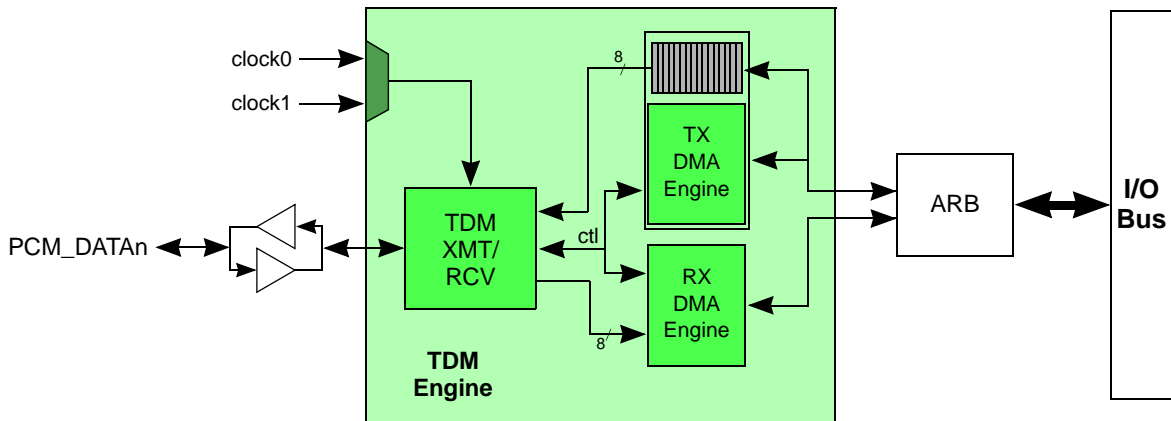 clock0
clock1
8
TX
DMA
Engine
TDM
XMT/
RCV
ctl
RX
DMA
Engine
8
PCM_DATAn
TDM
Engine
ARB
I/O
Bus